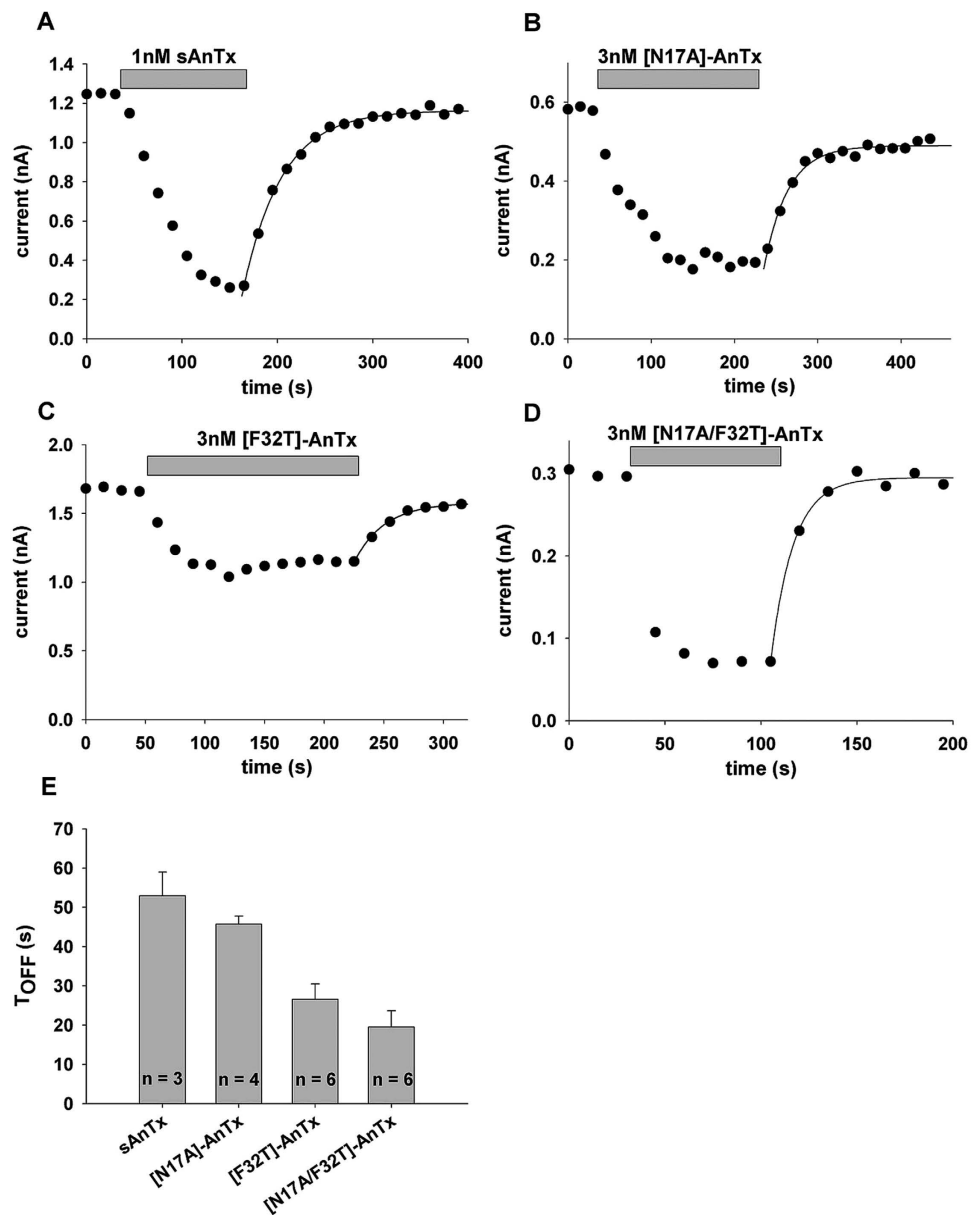 A
1nM sAnTx
1.4
1.2
1.0
0.8
0.6
0.4
0.2
0.0
current (nA)
0 100 200 300 400
time (s)
B
3nM [N17A]-AnTx
0.6
0.4
0.2
0.0
current (nA)
0 100 200 300 400
time (s)
C
3nM [F32T]-AnTx
2.0
1.5
1.0
0.5
0.0
current (nA)
0 50 100 150 200 250 300
time (s)
D
3nM [N17A/F32T]-AnTx
0.3
0.2
0.1
0.0
current (nA)
0 50 100 150 200
time (s)
E
70
60
50
40
30
20
10
0
TOFF (s)
n = 3 n = 4 n = 6 n = 6
sAnTx
[N17A]-AnTx
[F32T]-AnTx
[N17A/F32T]-AnTx